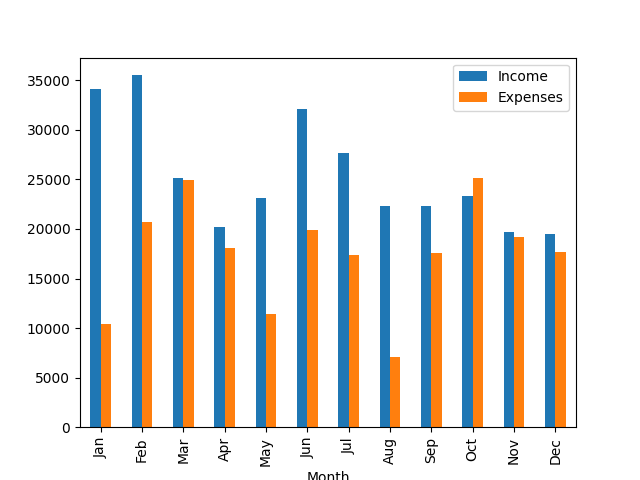 Income
Expenses
35000
30000
25000
20000
15000
10000
5000
0
Jan
Feb
Mar
Apr
May
Jun
Jul
Aug
Sep
Oct
Nov
Dec
Month